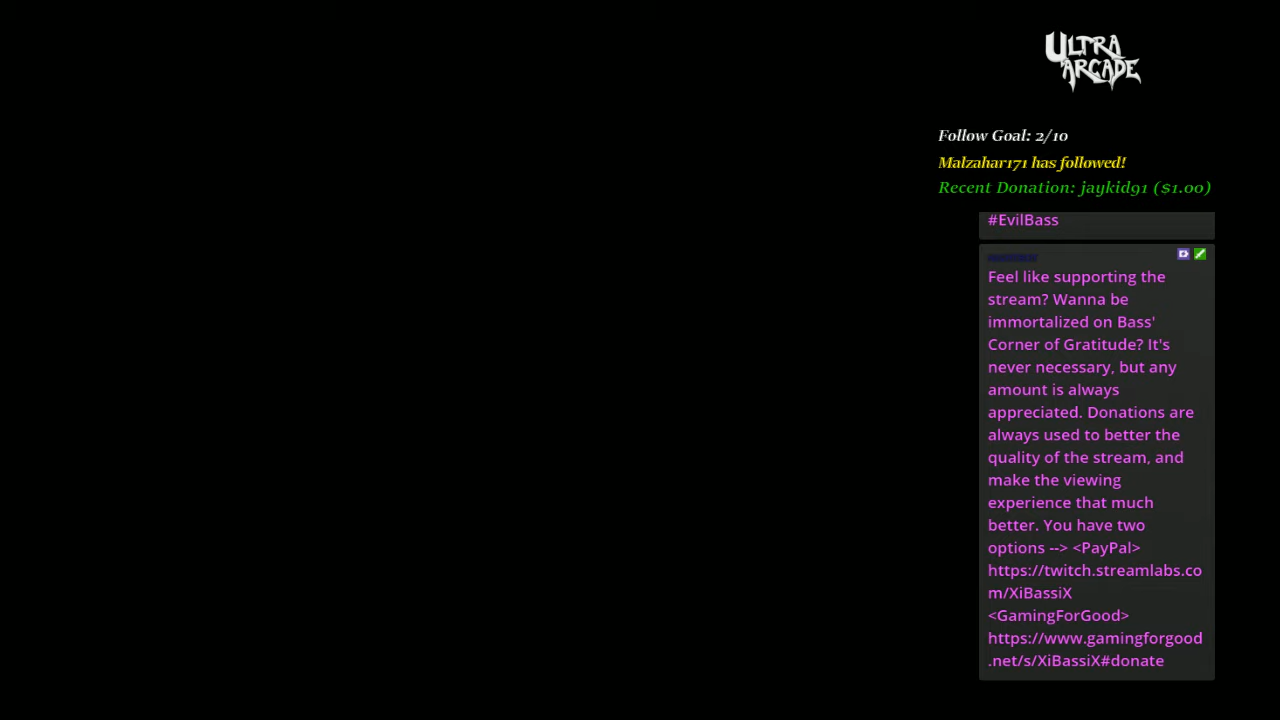 ULTRA
ARCADE
Follow Goal: 2/10
Malzahar171 has followed!
Recent Donation: jaykid91 ($1.00)
#EvilBass
Feel like supporting the
stream? Wanna be
immortalized on Bass'
Corner of Gratitude? It's
never necessary, but any
amount is always
appreciated. Donations are
always used to better the
quality of the stream, and
make the viewing
experience that much
better. You have two
options --> <PayPal>
https://twitch.streamlabs.co
m/XiBassiX
<GamingForGood>
https://www.gamingforgood
.net/s/XiBassiX#donate